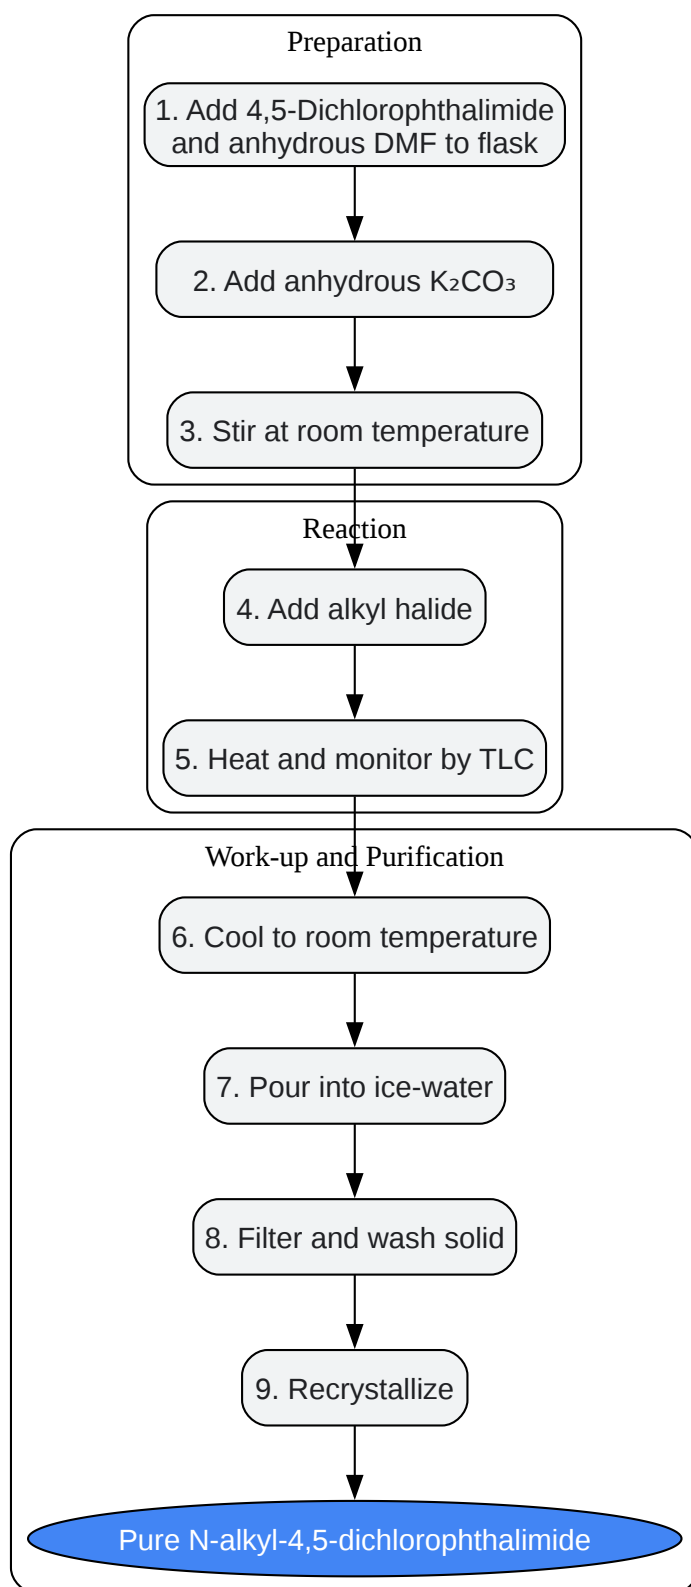 Preparation
1. Add 4,5-Dichlorophthalimide
and anhydrous DMF to flask
2. Add anhydrous K₂CO₃
3. Stir at room temperature
Reaction
4. Add alkyl halide
5. Heat and monitor by TLC
Work-up and Purification
6. Cool to room temperature
7. Pour into ice-water
8. Filter and wash solid
9. Recrystallize
Pure N-alkyl-4,5-dichlorophthalimide